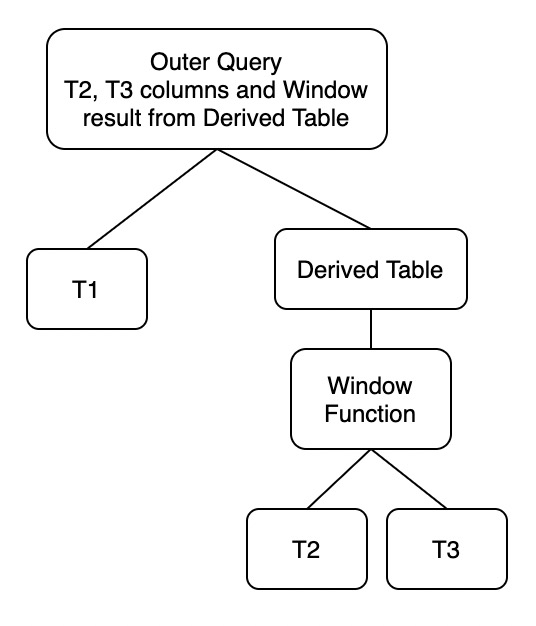 Outer Query
T2, T3 columns and Window
result from Derived Table
T1
Derived Table
Window
Function
T2
T3